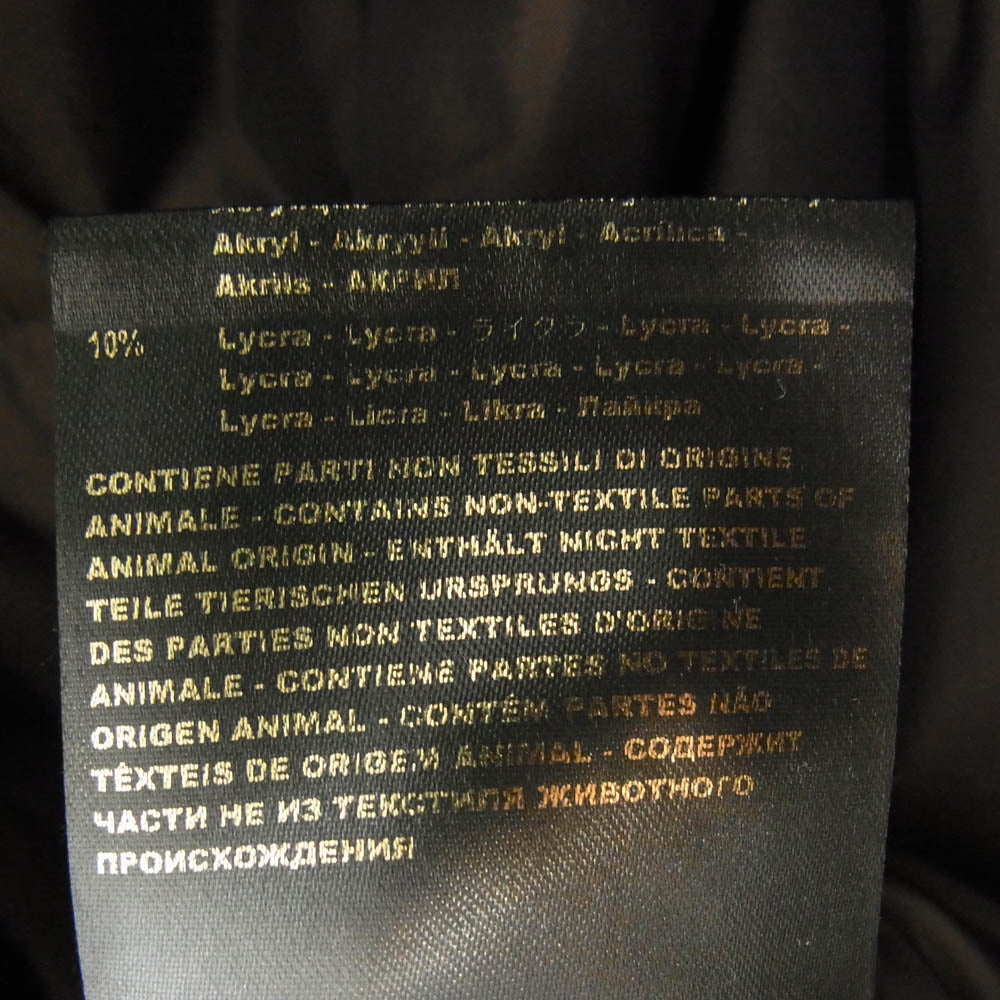 Akryl - Akryyli - Akryl - Acrilica -
Akrils - АКРИЛ
10% Lycra - Lycra - ライクラ - Lycra - Lycra -
Lycra - Lycra - Lycra - Lycra - Lycra -
Lycra - Licra - Likra - Лайкра
CONTIENE PARTI NON TESSILI DI ORIGINE
ANIMALE - CONTAINS NON-TEXTILE PARTS OF
ANIMAL ORIGIN - ENTHÄLT NICHT TEXTILE
TEILE TIERISCHEN URSPRUNGS - CONTIENT
DES PARTIES NON TEXTILES D'ORIGINE
ANIMALE - CONTIENE PARTES NO TEXTILES DE
ORIGEN ANIMAL - CONTÉM PARTES NÃO
TÊXTEIS DE ORIGEM ANIMAL - СОДЕРЖИТ
ЧАСТИ НЕ ИЗ ТЕКСТИЛЯ ЖИВОТНОГО
ПРОИСХОЖДЕНИЯ